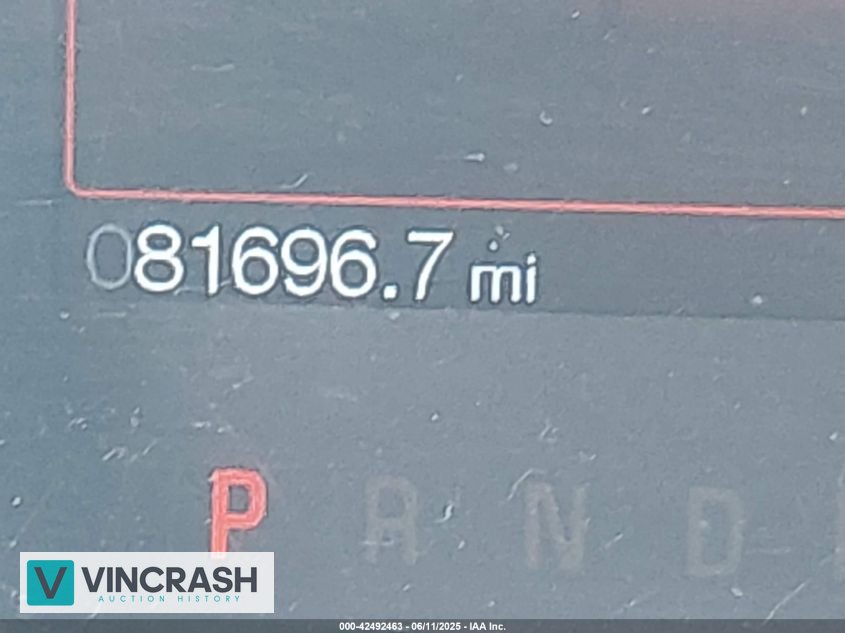 081696.7 mi
P R N D
VINCRASH
AUCTION HISTORY
000-42492463 - 06/11/2025 - IAA Inc.